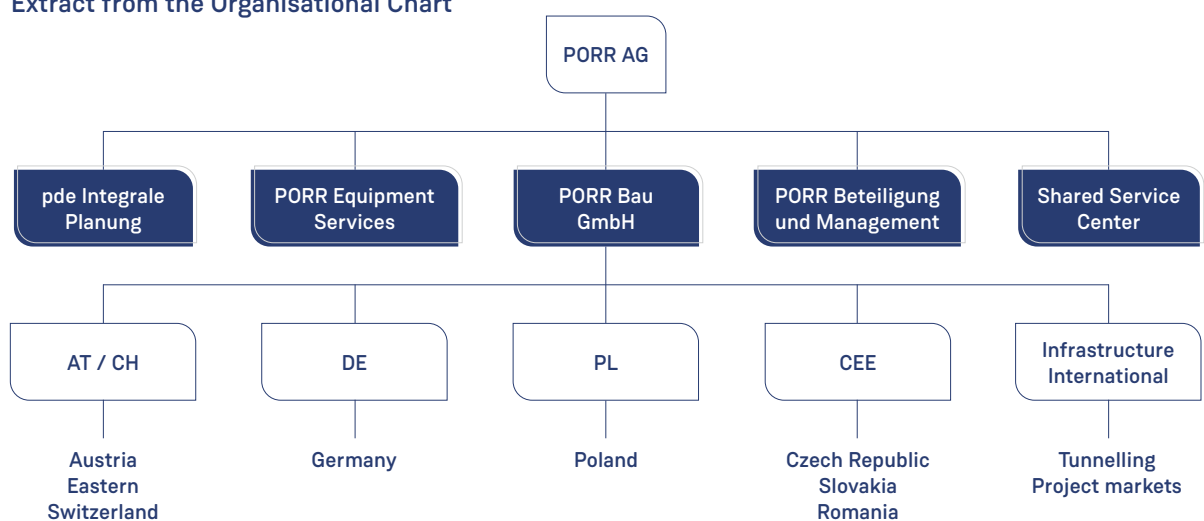 Extract from the Organisational Chart
PORR AG
pde Integrale
Planung
PORR Equipment
Services
PORR Bau
GmbH
PORR Beteiligung
und Management
Shared Service
Center
AT / CH
DE
PL
CEE
Infrastructure
International
Austria
Eastern
Switzerland
Germany
Poland
Czech Republic
Slovakia
Romania
Tunnelling
Project markets